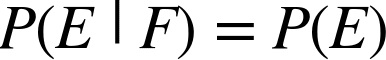 P(E | F) = P(E)